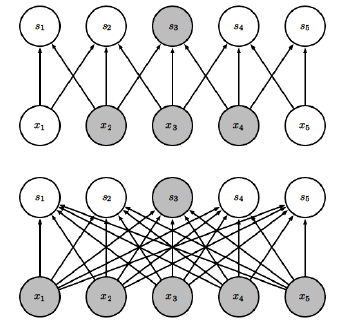 s₁ s₂ s₃ s₄ s₅
x₁ x₂ x₃ x₄ x₅
s₁ s₂ s₃ s₄ s₅
x₁ x₂ x₃ x₄ x₅